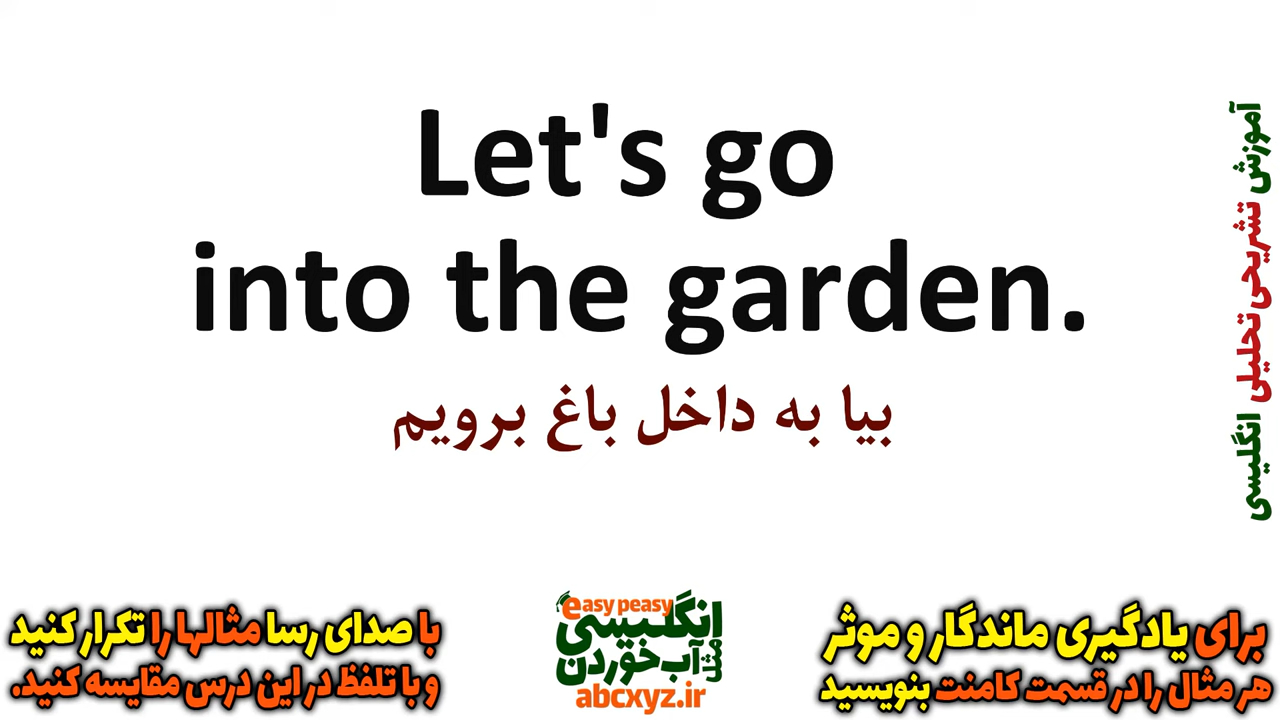 Let's go
into the garden.
بیا به داخل باغ برویم
آموزش تشریحی تحلیلی انگلیسی
با صدای رسا مثالها را تکرار کنید
و با تلفظ در این درس مقایسه کنید.
easy peasy
انگلیسی
مثل آب خوردن
abcxyz.ir
برای یادگیری ماندگار و موثر
هر مثال را در قسمت کامنت بنویسید